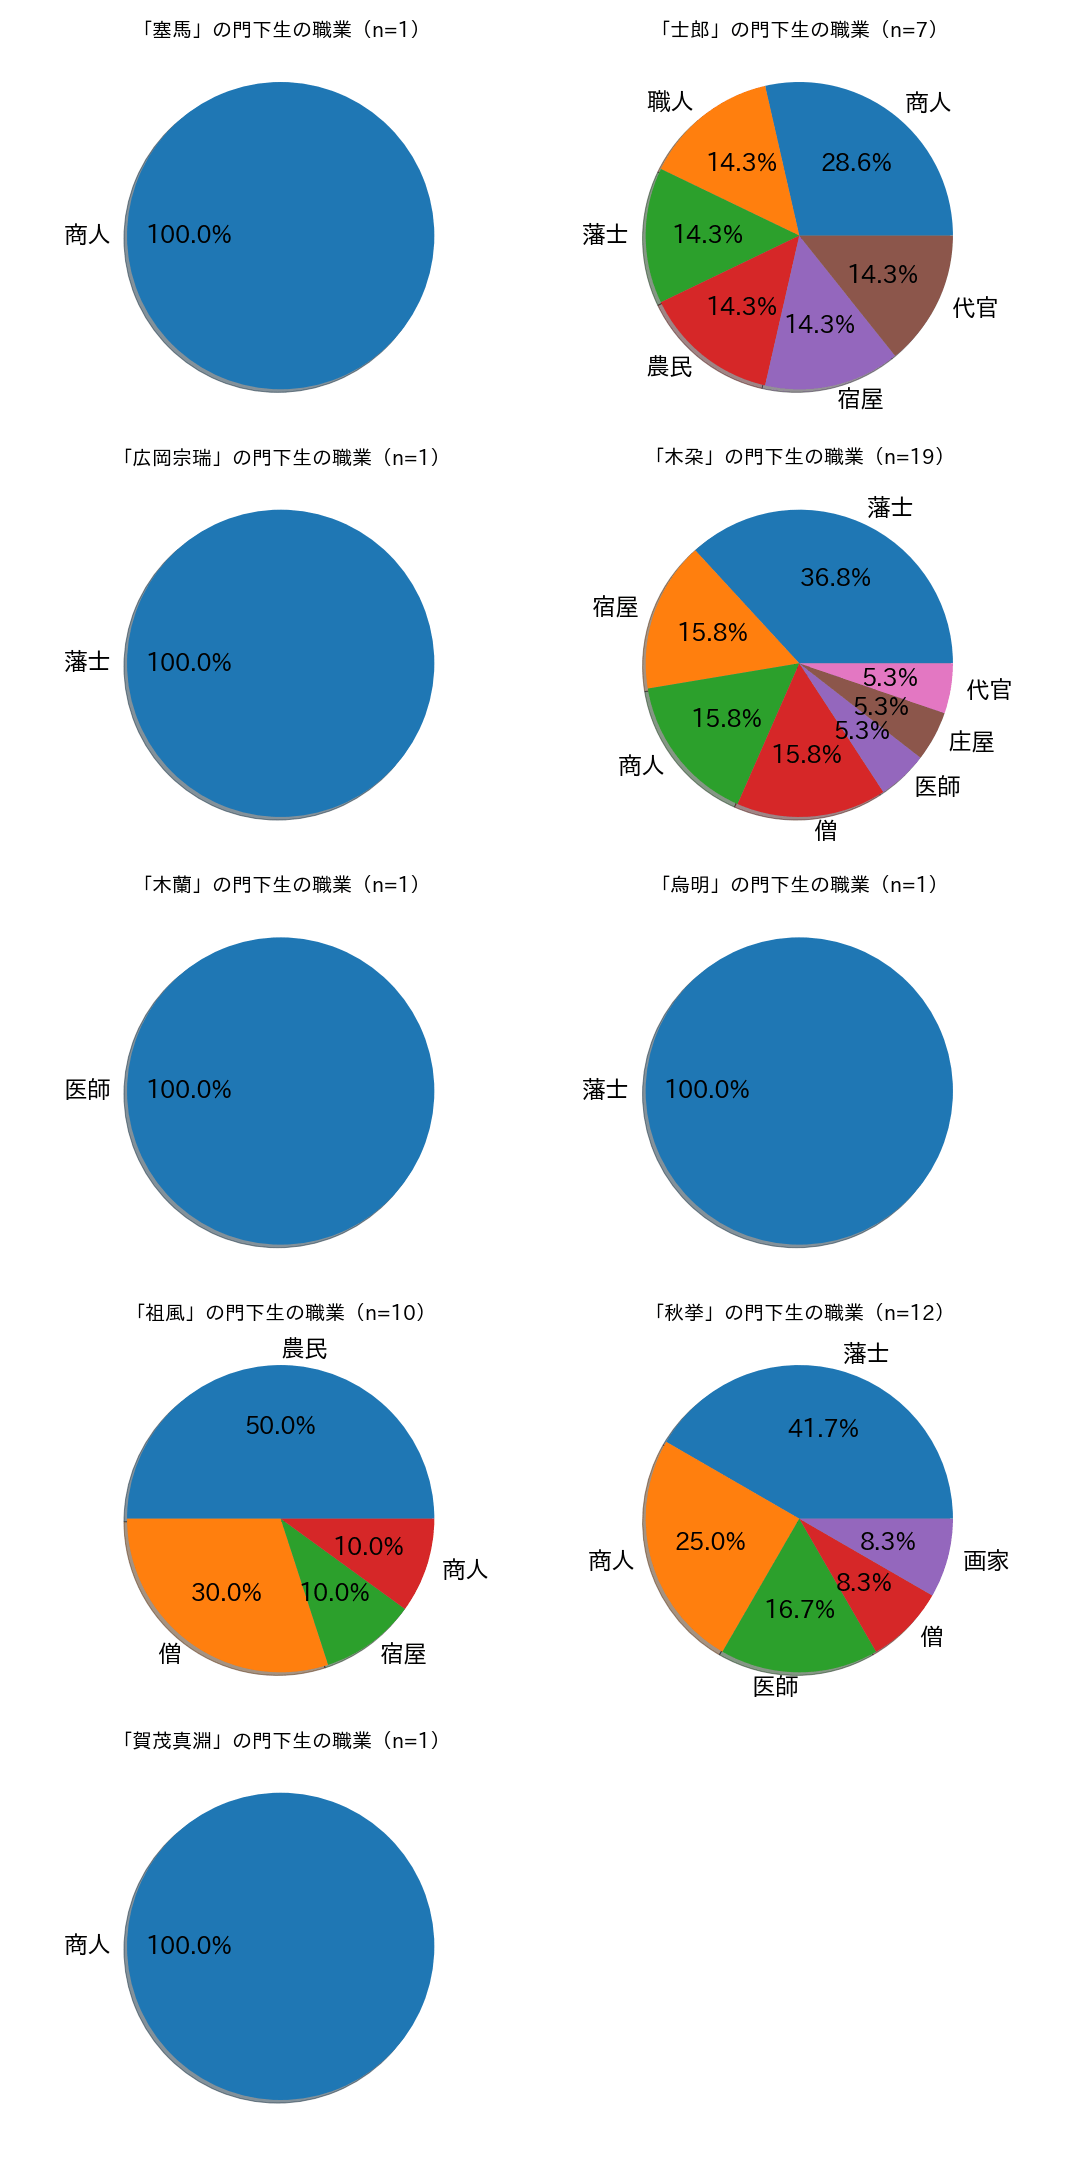 「塞馬」の門下生の職業（n=1）
商人
100.0%
「士郎」の門下生の職業（n=7）
商人
28.6%
職人
14.3%
藩士
14.3%
農民
14.3%
宿屋
14.3%
代官
14.3%
「広岡宗瑞」の門下生の職業（n=1）
藩士
100.0%
「木朶」の門下生の職業（n=19）
藩士
36.8%
宿屋
15.8%
商人
15.8%
僧
15.8%
医師
5.3%
庄屋
5.3%
代官
5.3%
「木蘭」の門下生の職業（n=1）
医師
100.0%
「烏明」の門下生の職業（n=1）
藩士
100.0%
「祖風」の門下生の職業（n=10）
農民
50.0%
僧
30.0%
宿屋
10.0%
商人
10.0%
「秋挙」の門下生の職業（n=12）
藩士
41.7%
商人
25.0%
医師
16.7%
僧
8.3%
画家
8.3%
「賀茂真淵」の門下生の職業（n=1）
商人
100.0%